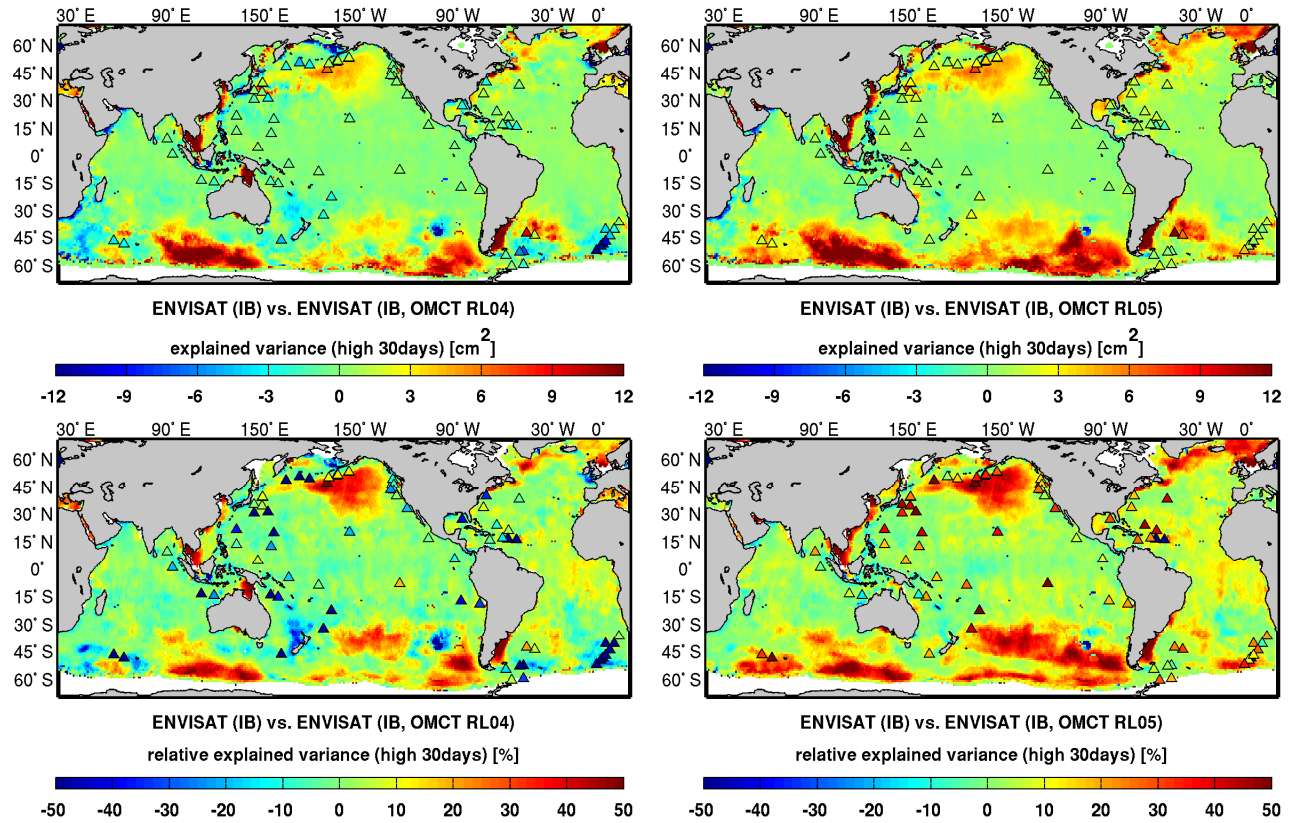 30° E 90° E 150° E 150° W 90° W 30° W 0°
60° N
45° N
30° N
15° N
0°
15° S
30° S
45° S
60° S
ENVISAT (IB) vs. ENVISAT (IB, OMCT RL04)
explained variance (high 30days) [cm²]
-12 -9 -6 -3 0 3 6 9 12
30° E 90° E 150° E 150° W 90° W 30° W 0°
60° N
45° N
30° N
15° N
0°
15° S
30° S
45° S
60° S
ENVISAT (IB) vs. ENVISAT (IB, OMCT RL05)
explained variance (high 30days) [cm²]
-12 -9 -6 -3 0 3 6 9 12
30° E 90° E 150° E 150° W 90° W 30° W 0°
60° N
45° N
30° N
15° N
0°
15° S
30° S
45° S
60° S
ENVISAT (IB) vs. ENVISAT (IB, OMCT RL04)
relative explained variance (high 30days) [%]
-50 -40 -30 -20 -10 0 10 20 30 40 50
30° E 90° E 150° E 150° W 90° W 30° W 0°
60° N
45° N
30° N
15° N
0°
15° S
30° S
45° S
60° S
ENVISAT (IB) vs. ENVISAT (IB, OMCT RL05)
relative explained variance (high 30days) [%]
-50 -40 -30 -20 -10 0 10 20 30 40 50